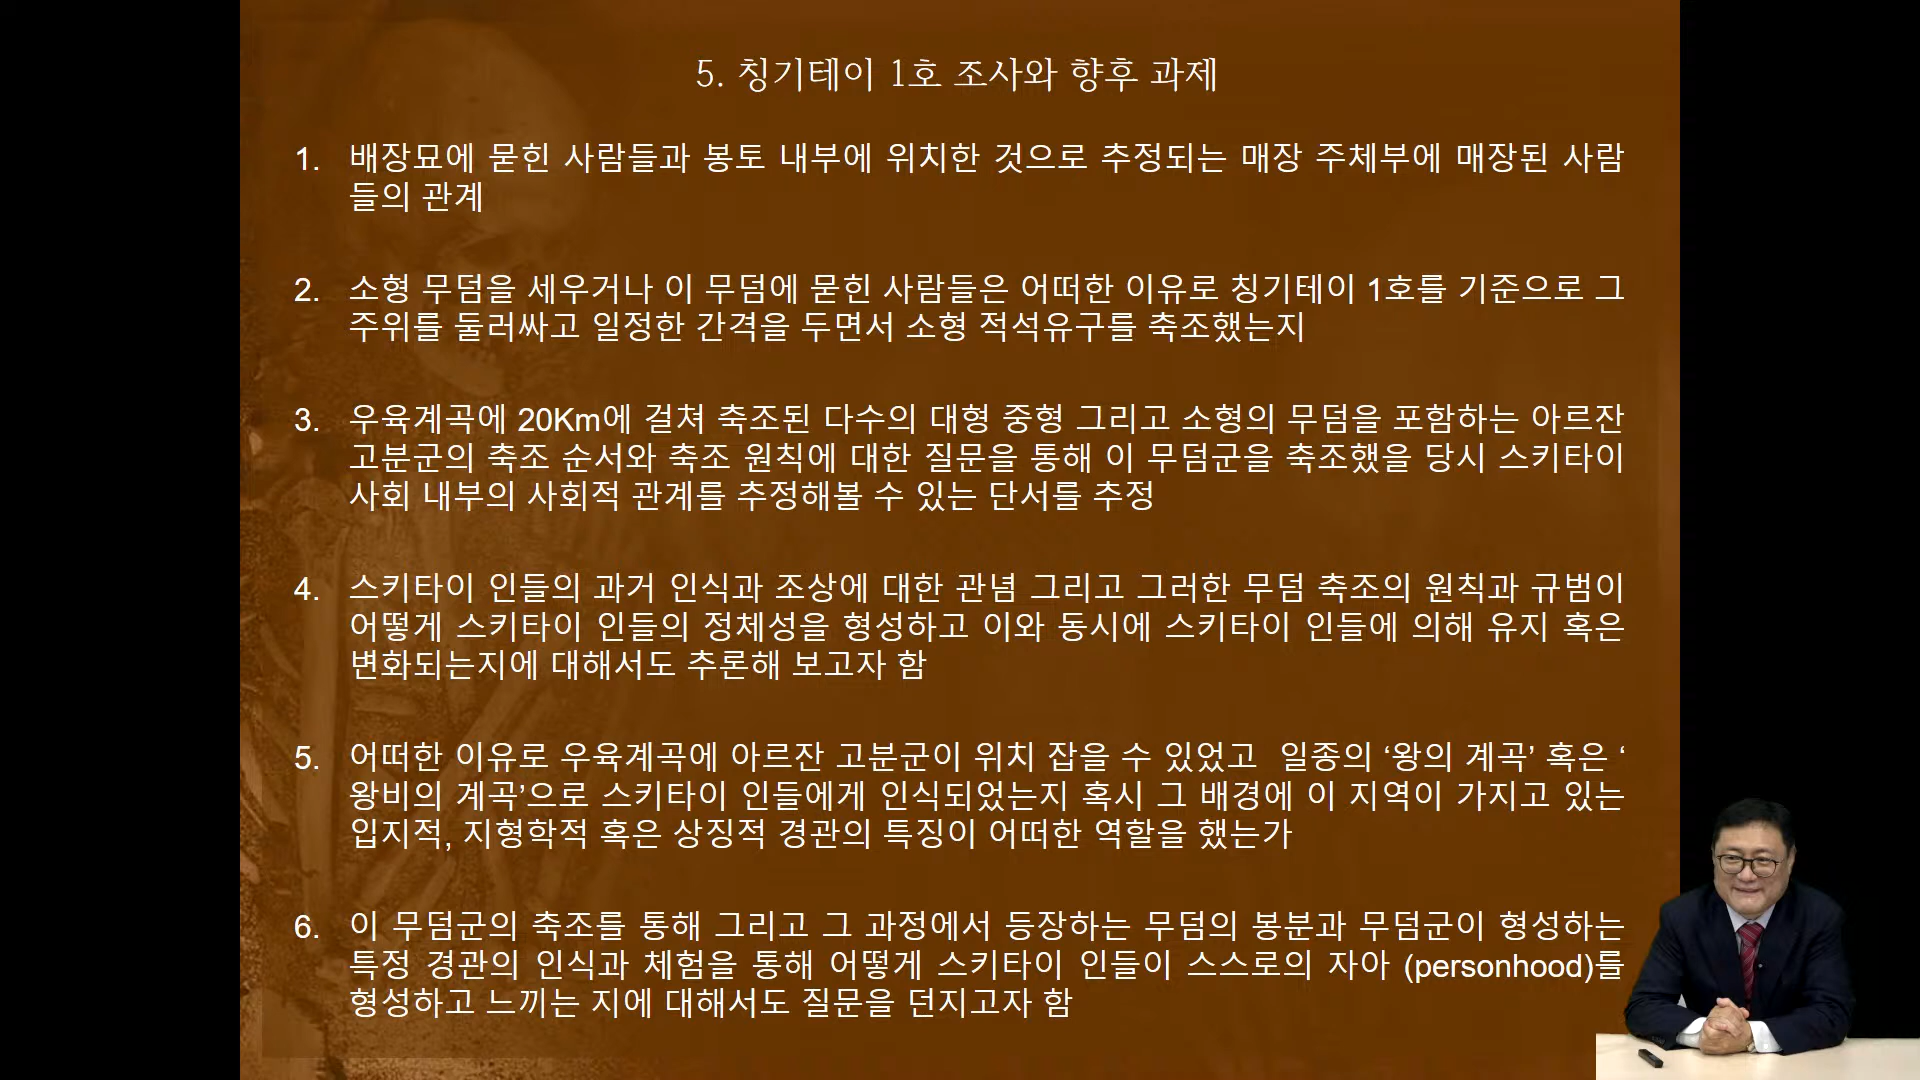 5. 칭기테이 1호 조사와 향후 과제
1. 배장묘에 묻힌 사람들과 봉토 내부에 위치한 것으로 추정되는 매장 주체부에 매장된 사람
들의 관계
2. 소형 무덤을 세우거나 이 무덤에 묻힌 사람들은 어떠한 이유로 칭기테이 1호를 기준으로 그
주위를 둘러싸고 일정한 간격을 두면서 소형 적석유구를 축조했는지
3. 우육계곡에 20Km에 걸쳐 축조된 다수의 대형 중형 그리고 소형의 무덤을 포함하는 아르잔
고분군의 축조 순서와 축조 원칙에 대한 질문을 통해 이 무덤군을 축조했을 당시 스키타이
사회 내부의 사회적 관계를 추정해볼 수 있는 단서를 추정
4. 스키타이 인들의 과거 인식과 조상에 대한 관념 그리고 그러한 무덤 축조의 원칙과 규범이
어떻게 스키타이 인들의 정체성을 형성하고 이와 동시에 스키타이 인들에 의해 유지 혹은
변화되는지에 대해서도 추론해 보고자 함
5. 어떠한 이유로 우육계곡에 아르잔 고분군이 위치 잡을 수 있었고 일종의 ‘왕의 계곡’ 혹은 ‘
왕비의 계곡’으로 스키타이 인들에게 인식되었는지 혹시 그 배경에 이 지역이 가지고 있는
입지적, 지형학적 혹은 상징적 경관의 특징이 어떠한 역할을 했는가
6. 이 무덤군의 축조를 통해 그리고 그 과정에서 등장하는 무덤의 봉분과 무덤군이 형성하는
특정 경관의 인식과 체험을 통해 어떻게 스키타이 인들이 스스로의 자아 (personhood)를
형성하고 느끼는 지에 대해서도 질문을 던지고자 함